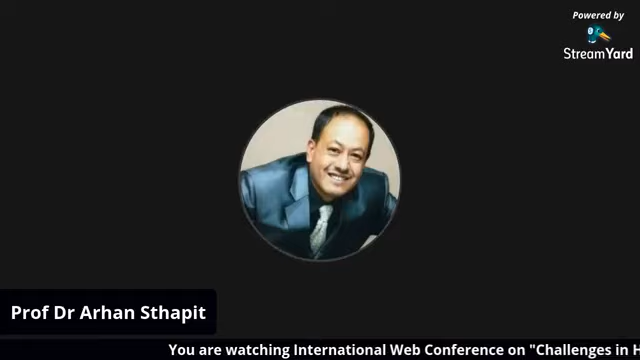 Powered by
StreamYard
Prof Dr Arhan Sthapit
You are watching International Web Conference on "Challenges in H